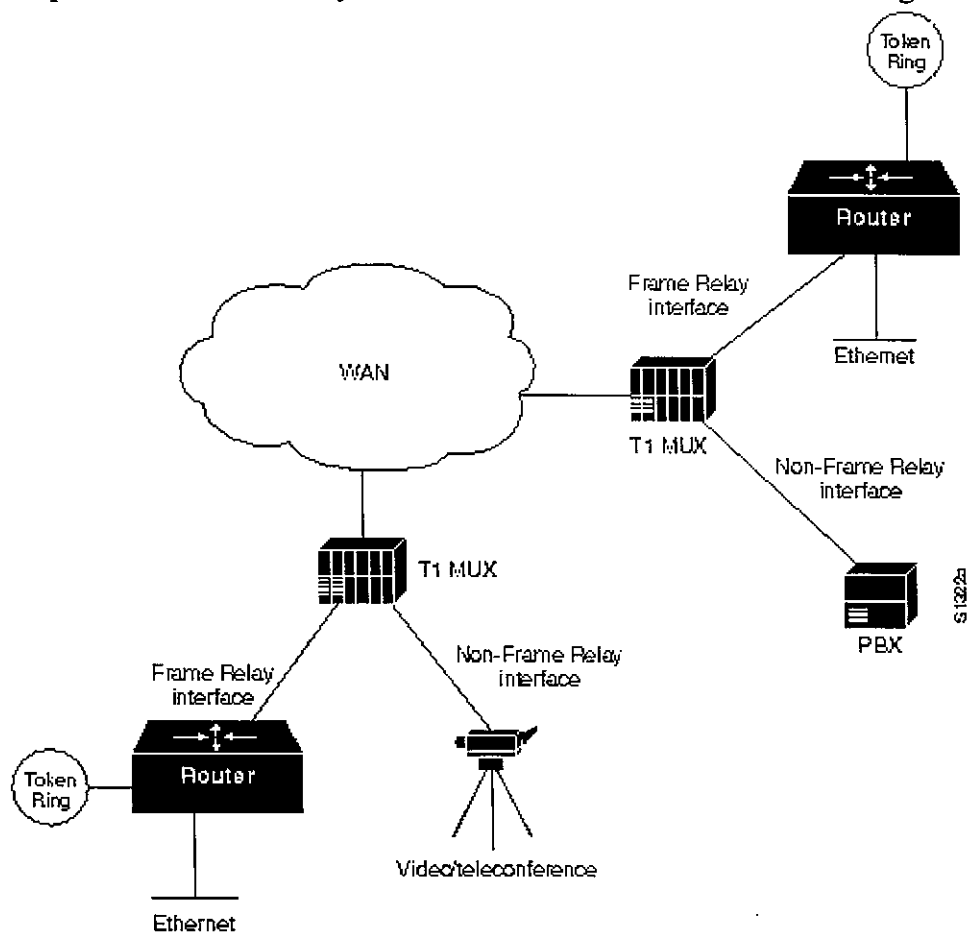 Token
Ring
Router
Frame Relay
interface
Ethernet
WAN
T1 MUX
Non-Frame Relay
interface
PBX
S1322a
T1 MUX
Frame Relay
interface
Non-Frame Relay
interface
Token
Ring
Router
Video/teleconference
Ethernet